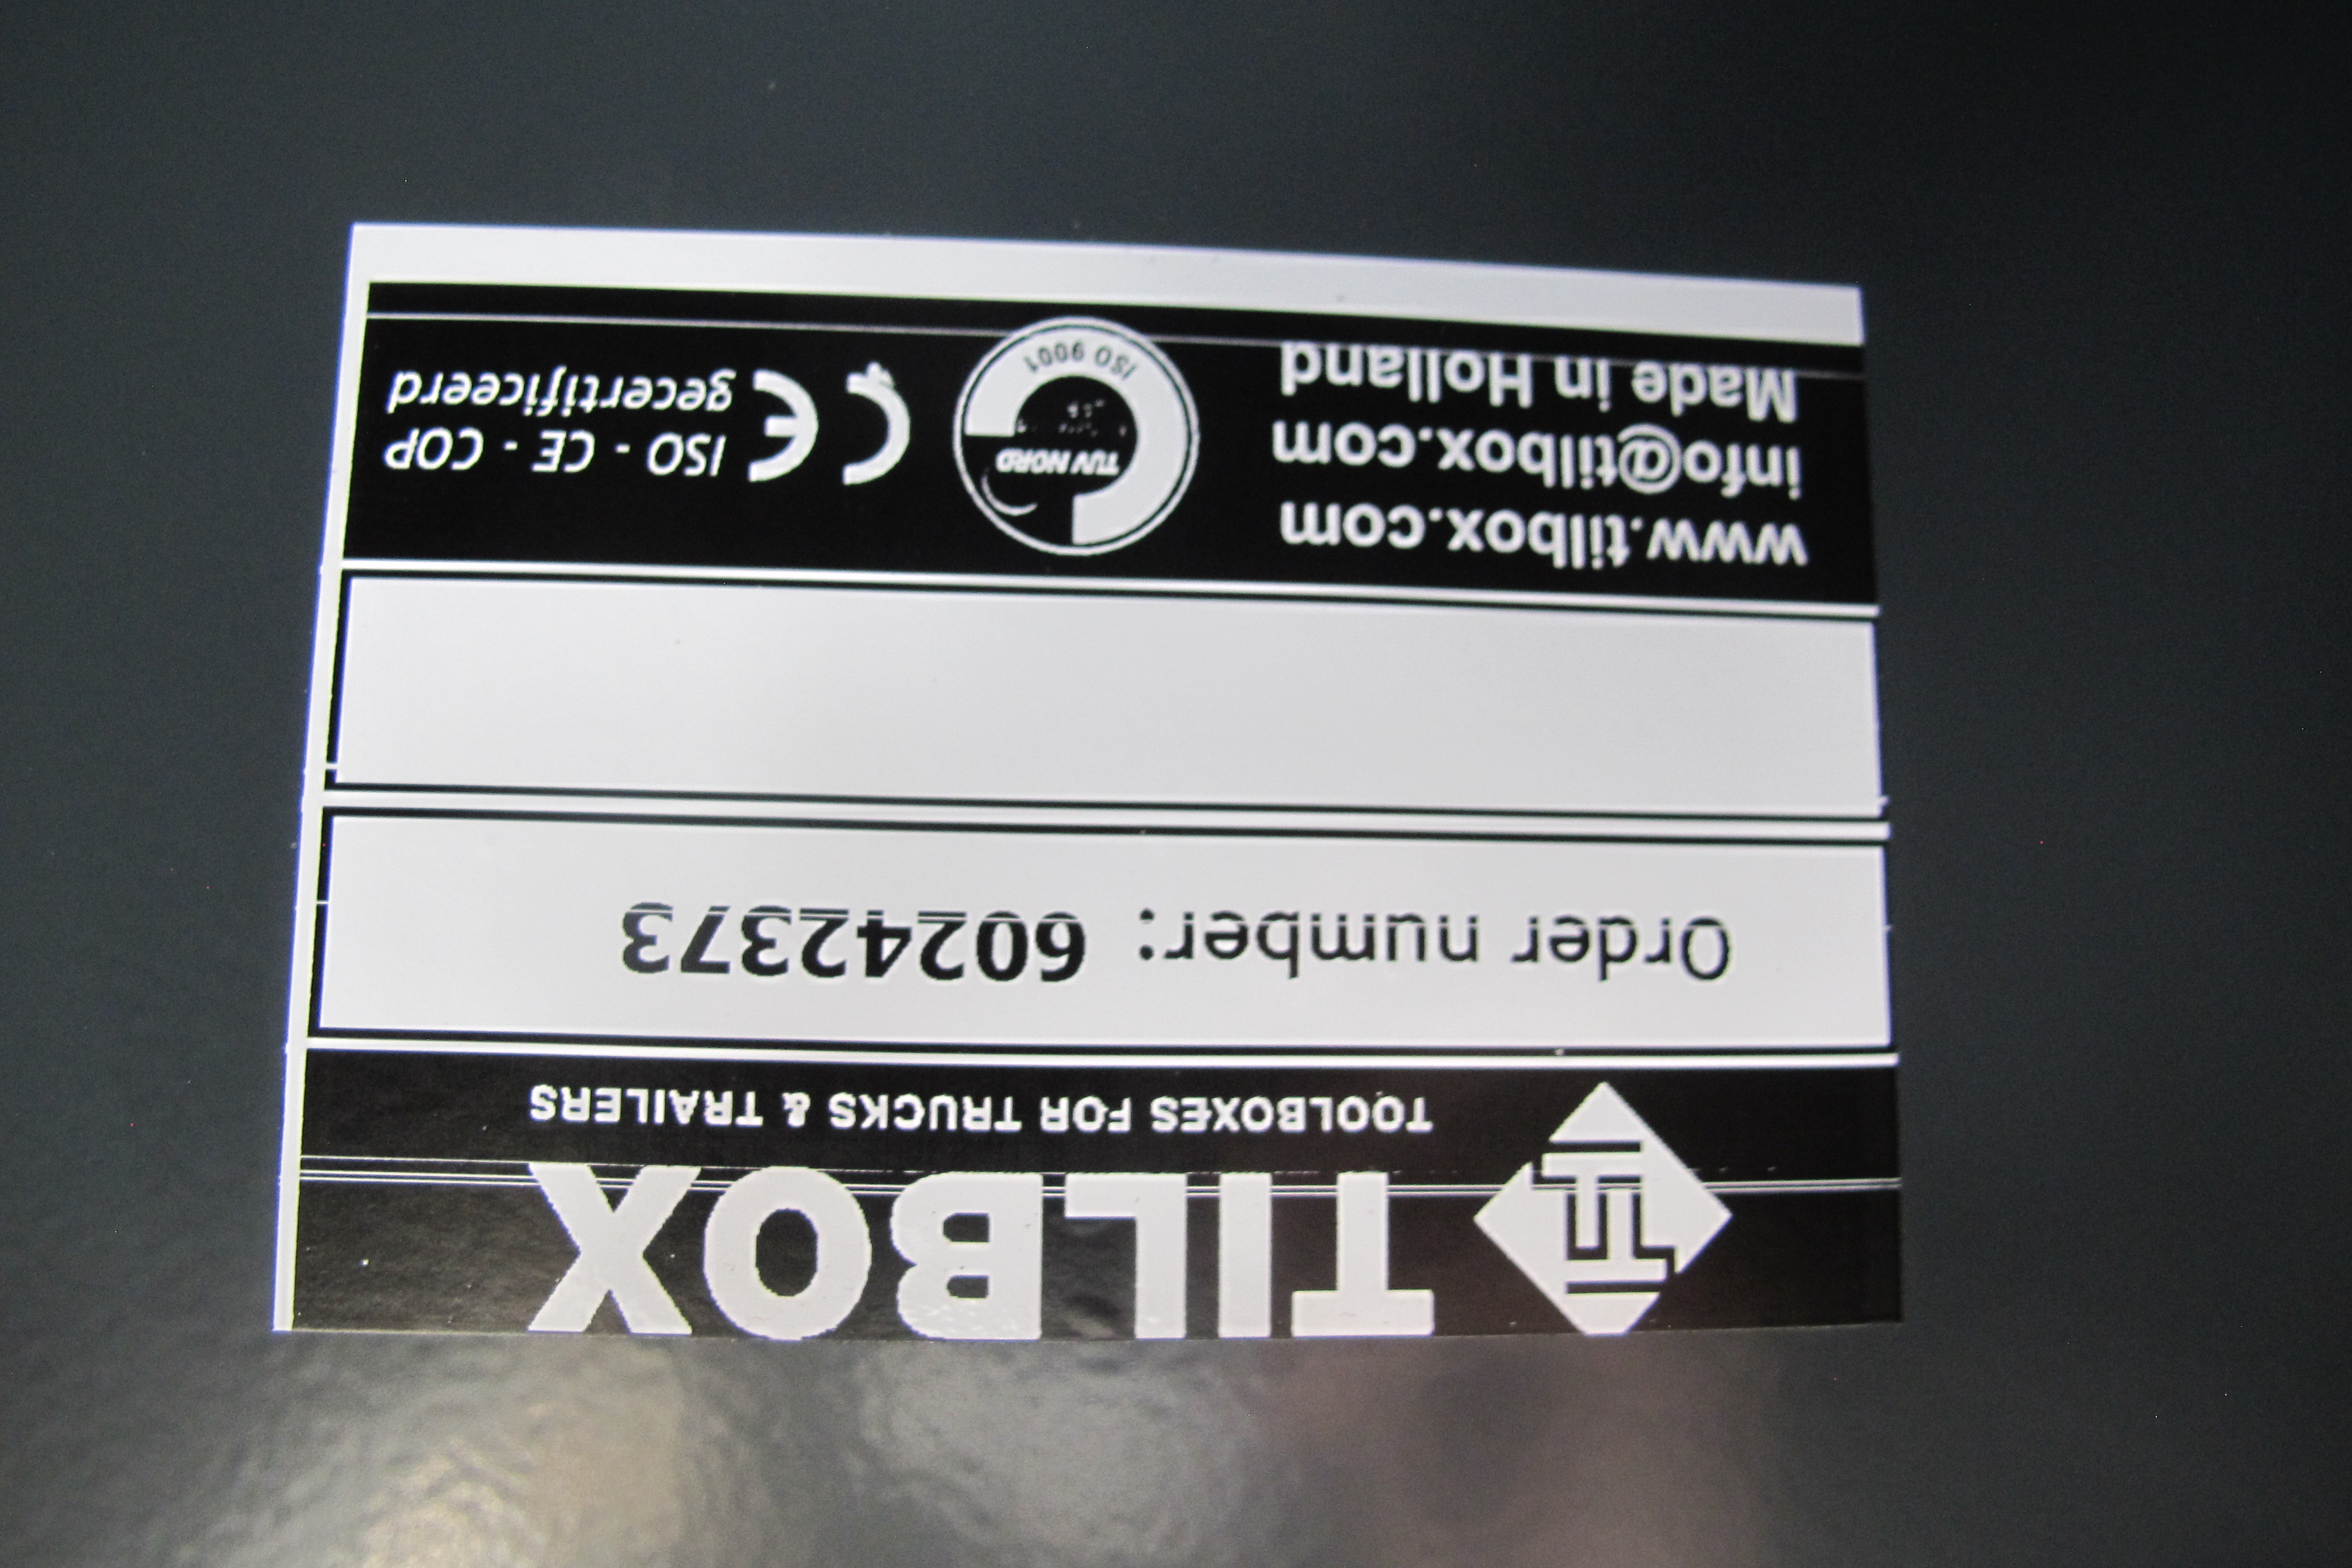 TILBOX
TOOLBOXES FOR TRUCKS & TRAILERS
Order number: 60242373
www.tilbox.com
info@tilbox.com
Made in Holland
TUV NORD
ISO 9001
CE
ISO - CE - COP
gecertificeerd